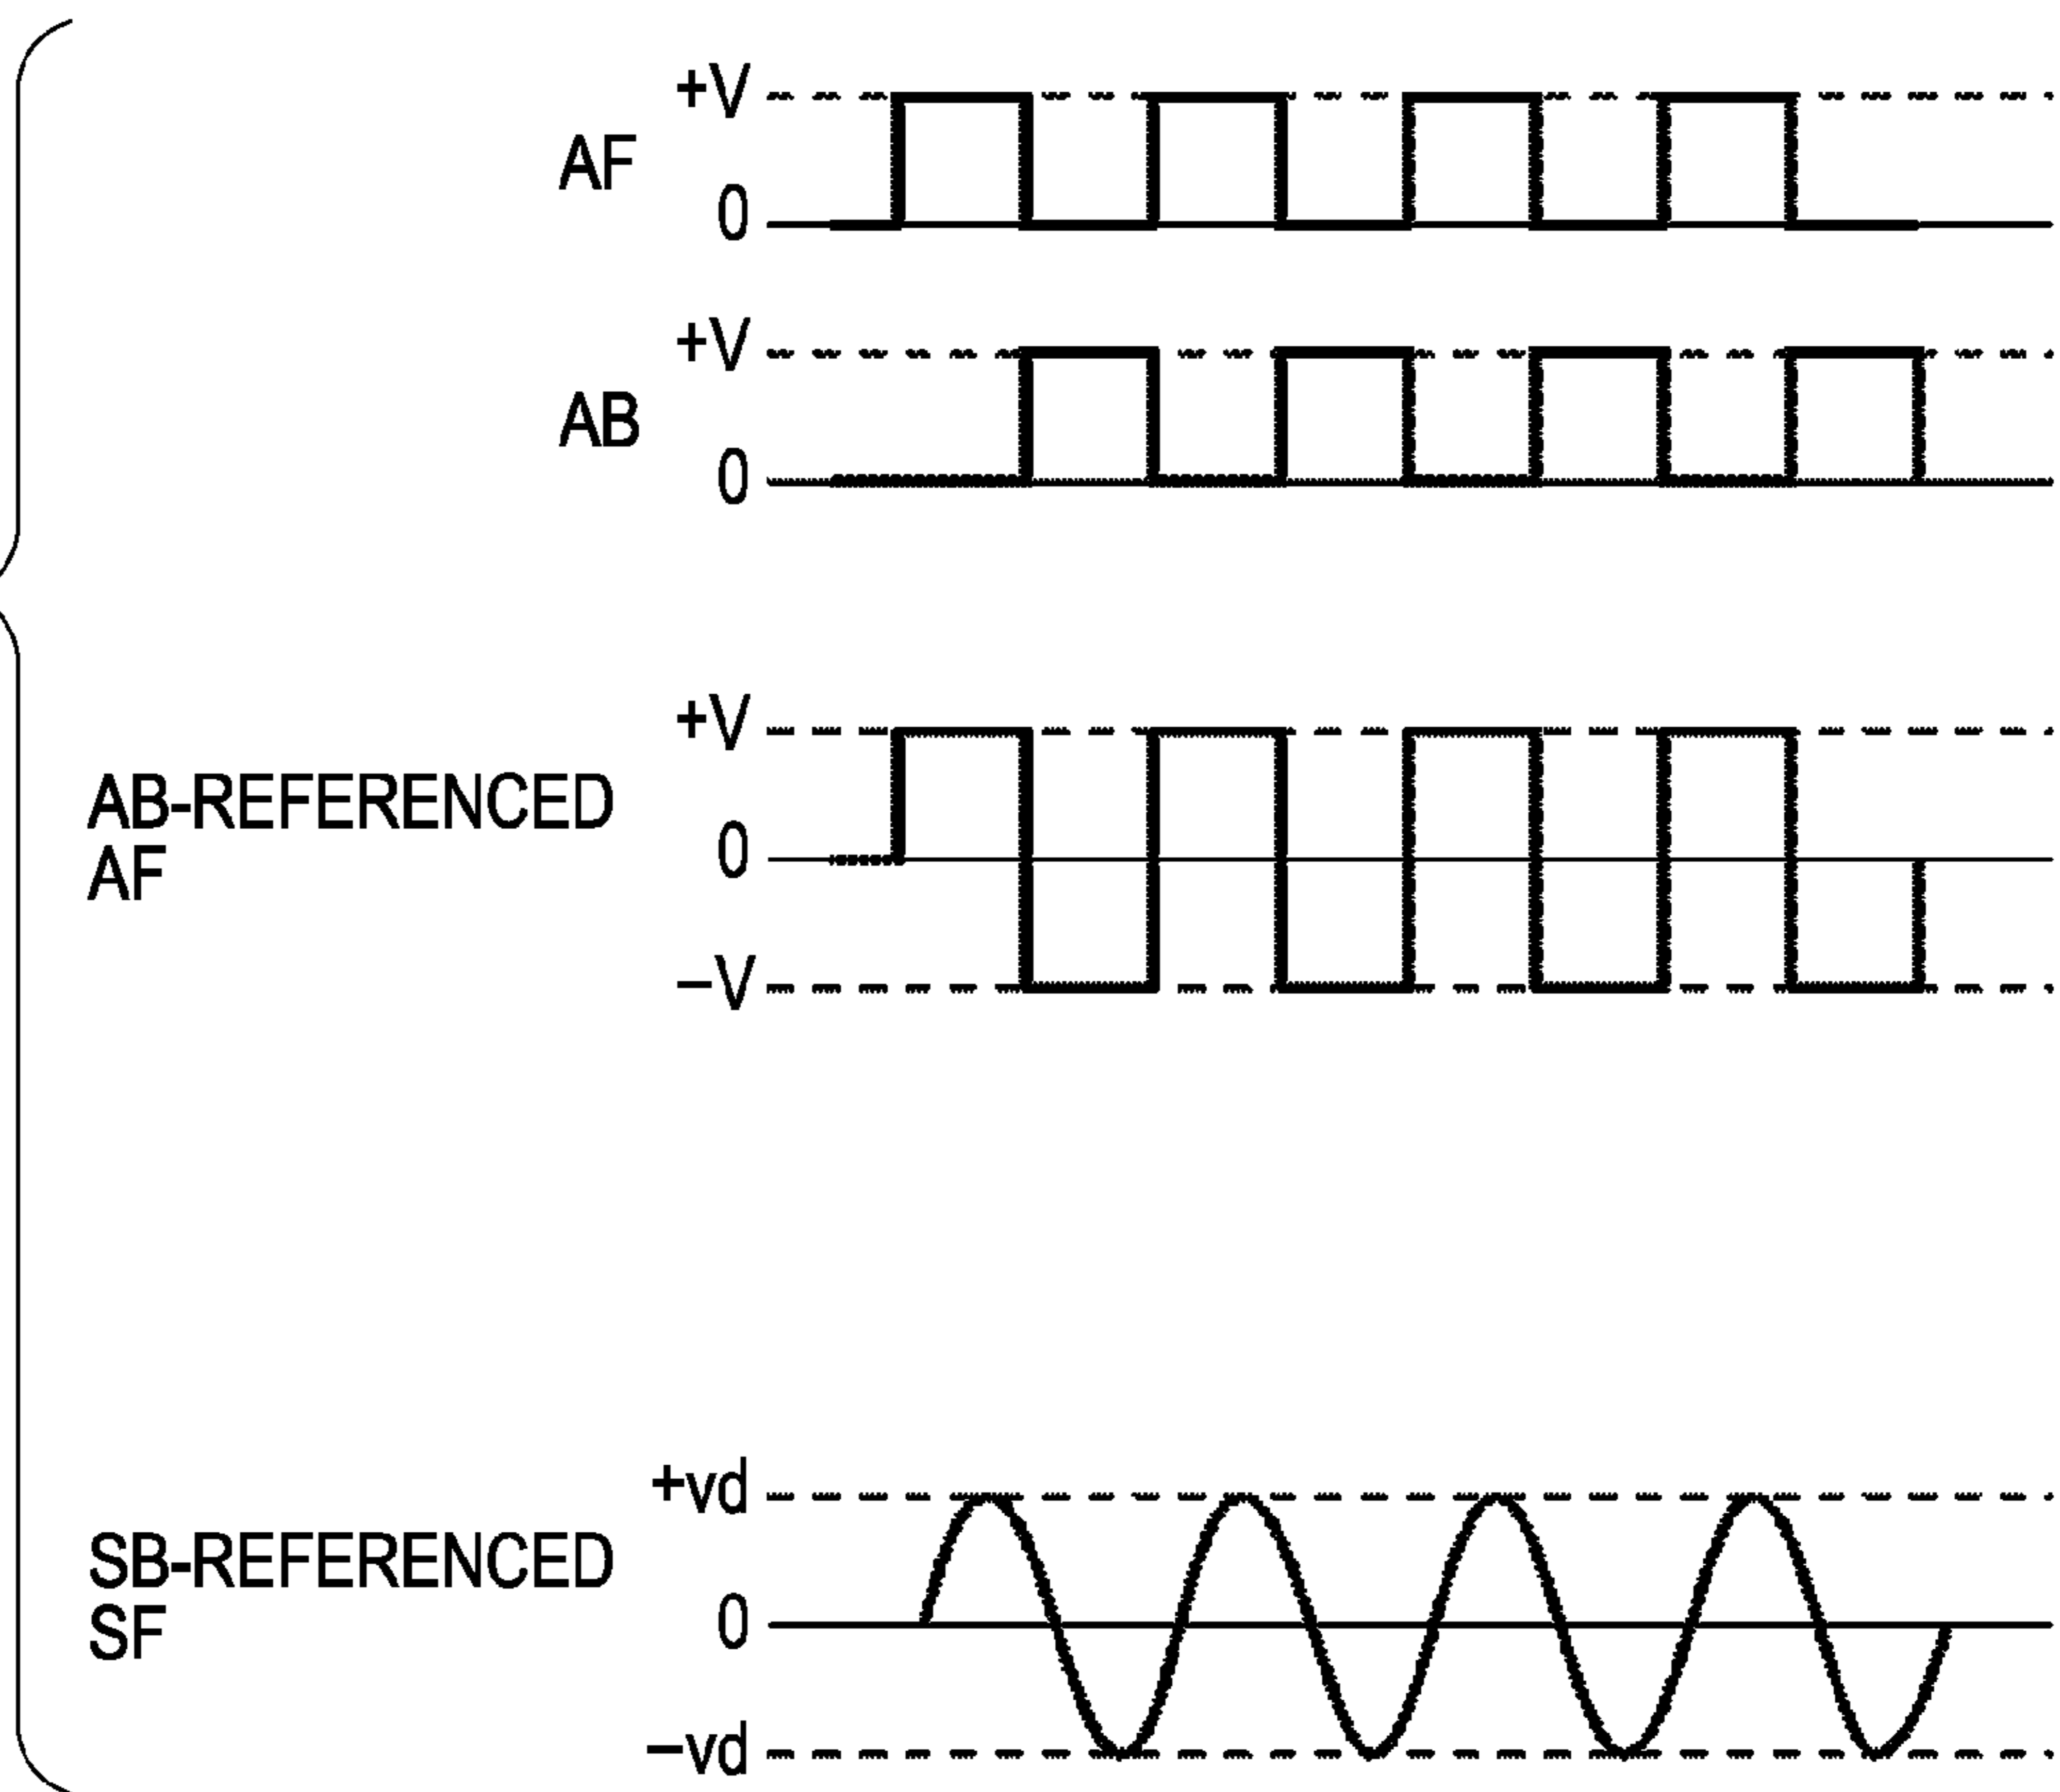 +V
AF
0
+V
AB
0
+V
AB-REFERENCED
AF
0
−V
+vd
SB-REFERENCED
SF
0
−vd